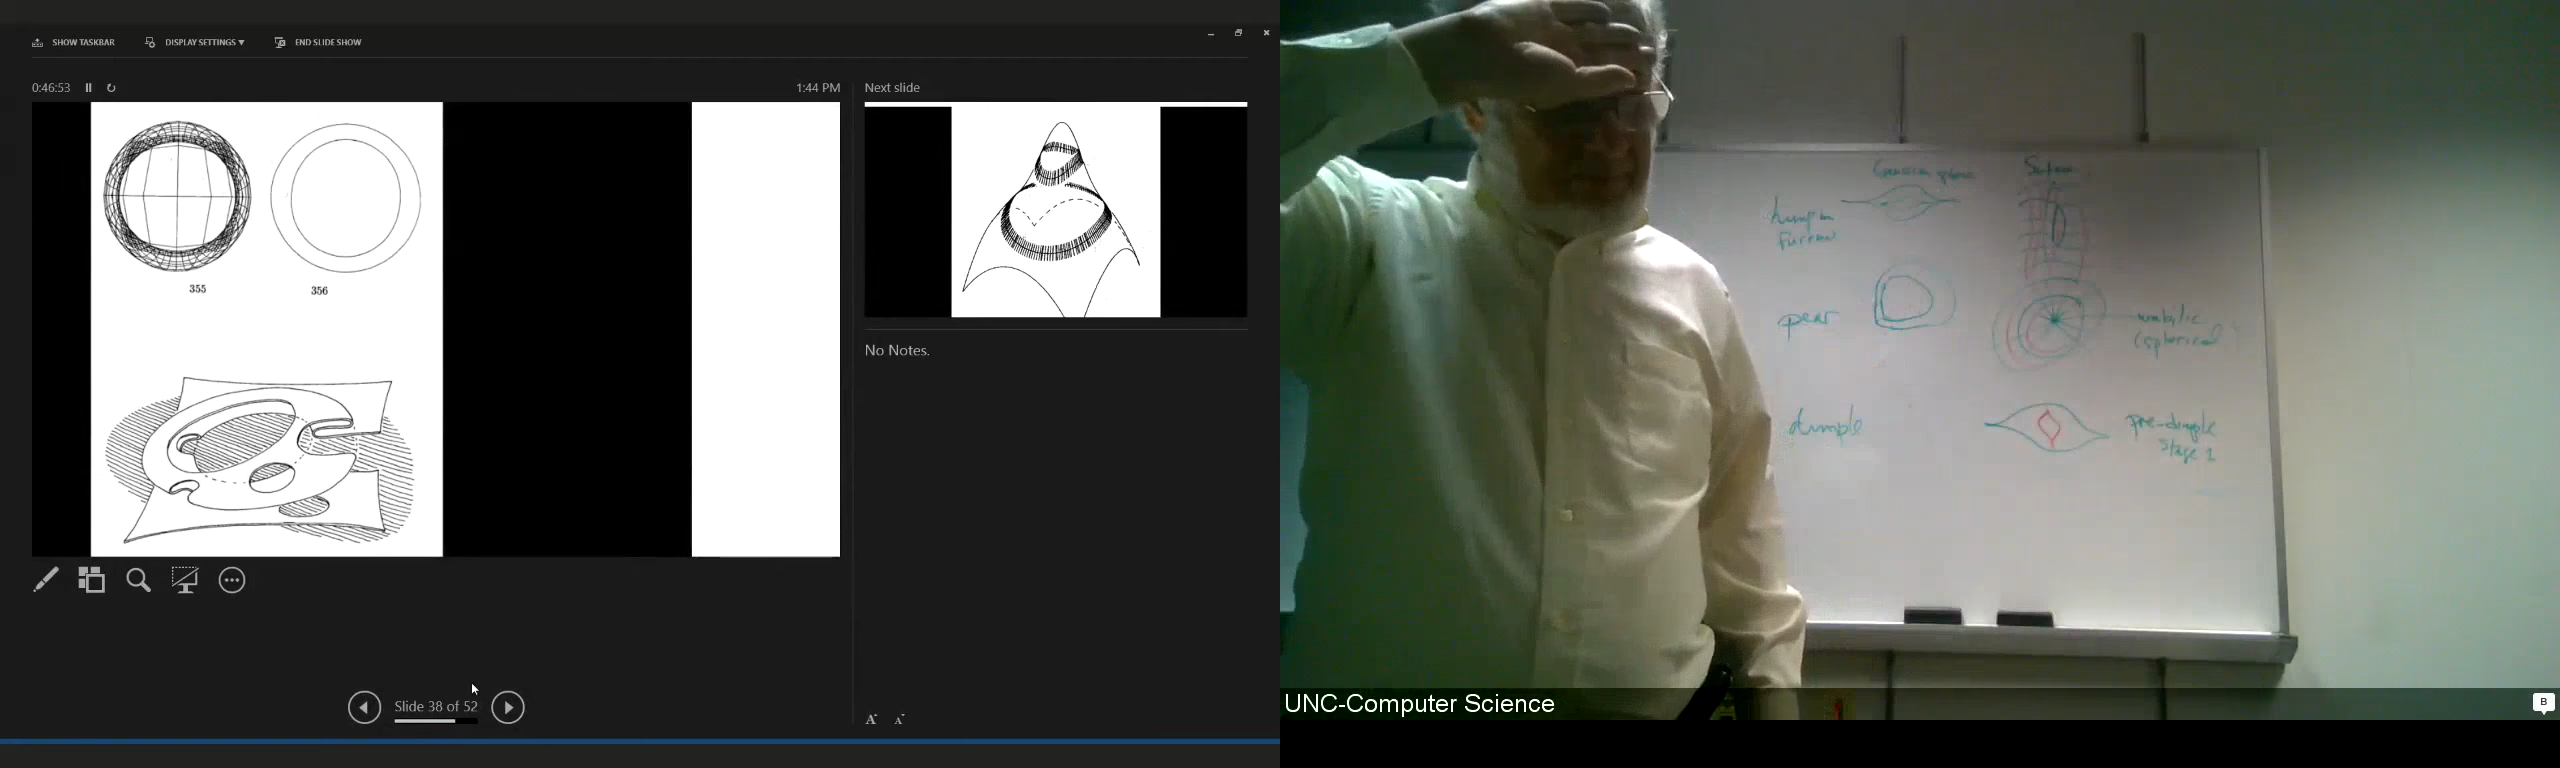 SHOW TASKBAR
DISPLAY SETTINGS ▾
END SLIDE SHOW
0:46:53
1:44 PM
Next slide
355
356
No Notes.
Slide 38 of 52
A
A
Gaussian sphere
Surface
hump in
furrow
pear
umbilic
(spherical
dimple
pre-dimple
stage 1
UNC-Computer Science
B